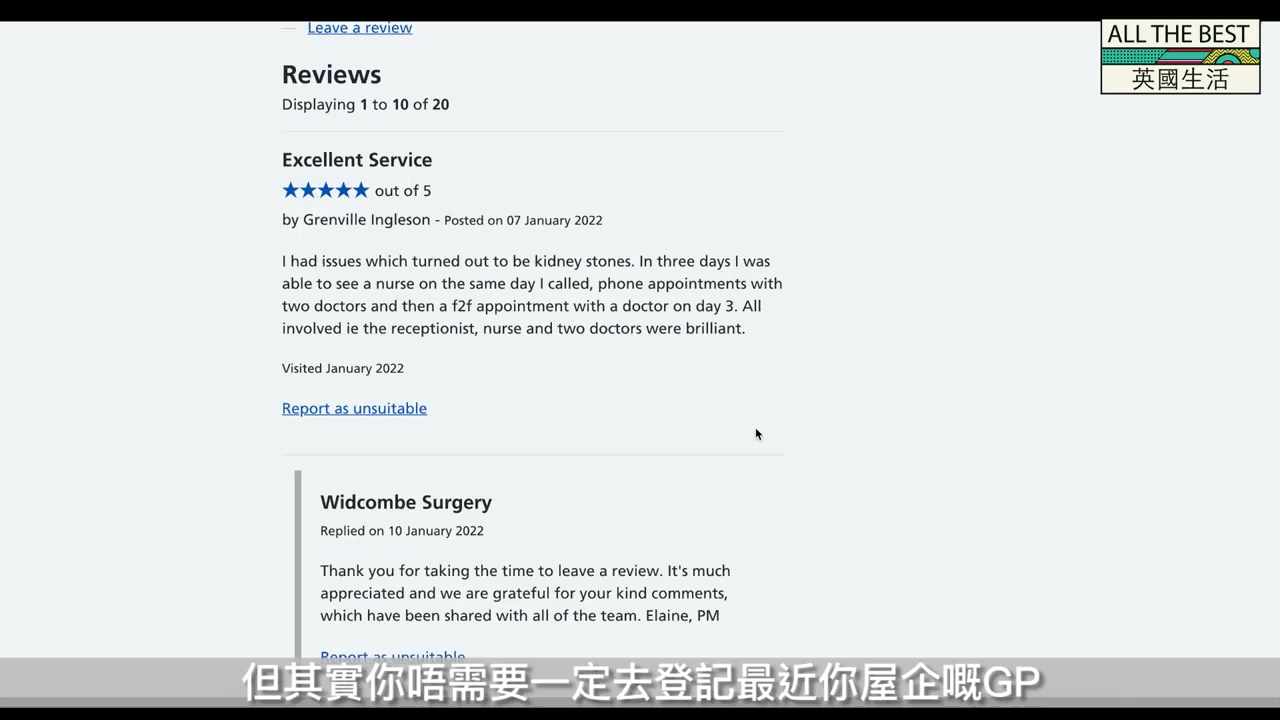 Leave a review
ALL THE BEST
英國生活
Reviews
Displaying 1 to 10 of 20
Excellent Service
★★★★★ out of 5
by Grenville Ingleson - Posted on 07 January 2022
I had issues which turned out to be kidney stones. In three days I was
able to see a nurse on the same day I called, phone appointments with
two doctors and then a f2f appointment with a doctor on day 3. All
involved ie the receptionist, nurse and two doctors were brilliant.
Visited January 2022
Report as unsuitable
Widcombe Surgery
Replied on 10 January 2022
Thank you for taking the time to leave a review. It's much
appreciated and we are grateful for your kind comments,
which have been shared with all of the team. Elaine, PM
Report as unsuitable
但其實你唔需要一定去登記最近你屋企嘅GP